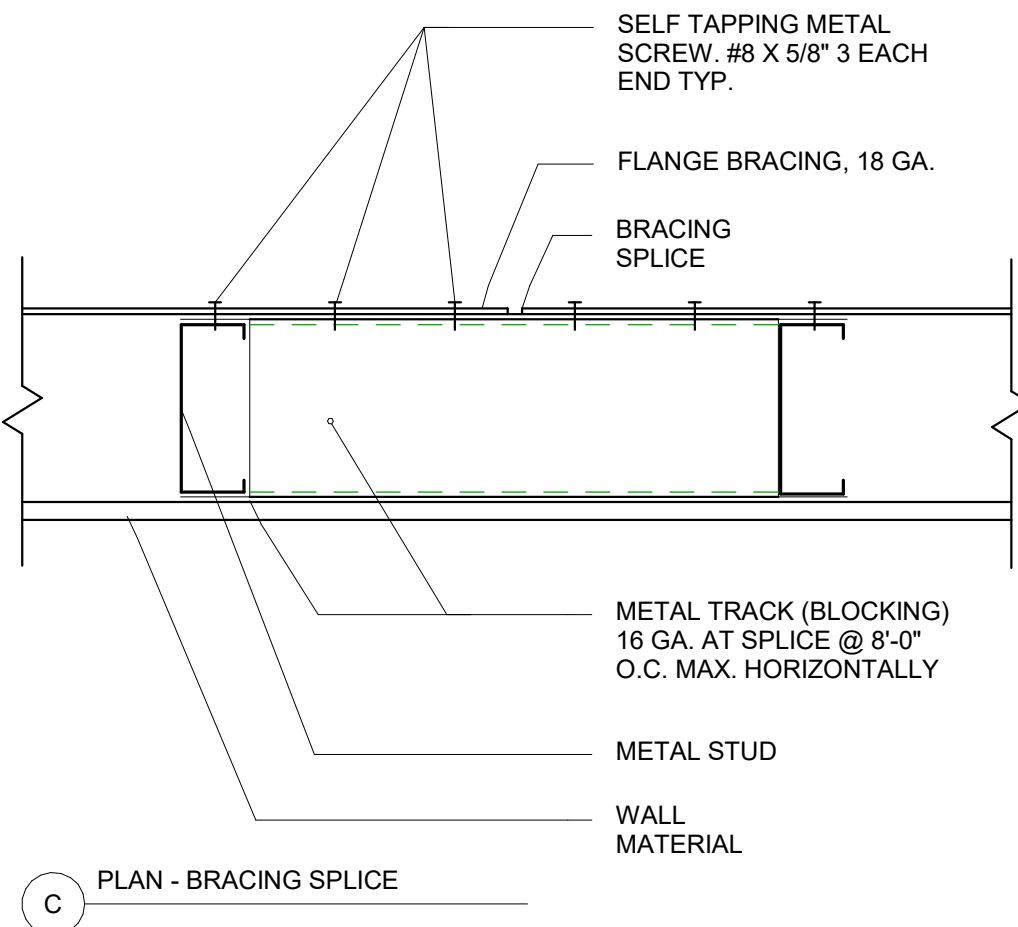 SELF TAPPING METAL
SCREW. #8 X 5/8" 3 EACH
END TYP.
FLANGE BRACING, 18 GA.
BRACING
SPLICE
METAL TRACK (BLOCKING)
16 GA. AT SPLICE @ 8'-0"
O.C. MAX. HORIZONTALLY
METAL STUD
WALL
MATERIAL
PLAN - BRACING SPLICE
C